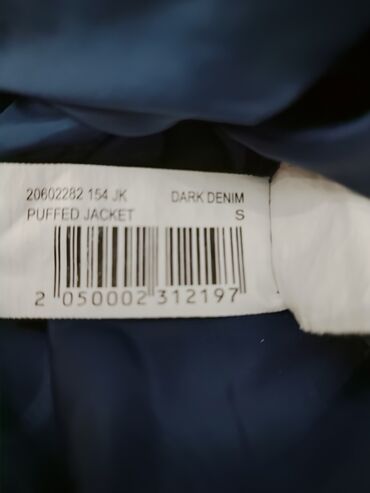 20602282 154 JK DARK DENIM
PUFFED JACKET S
2 050002 312197